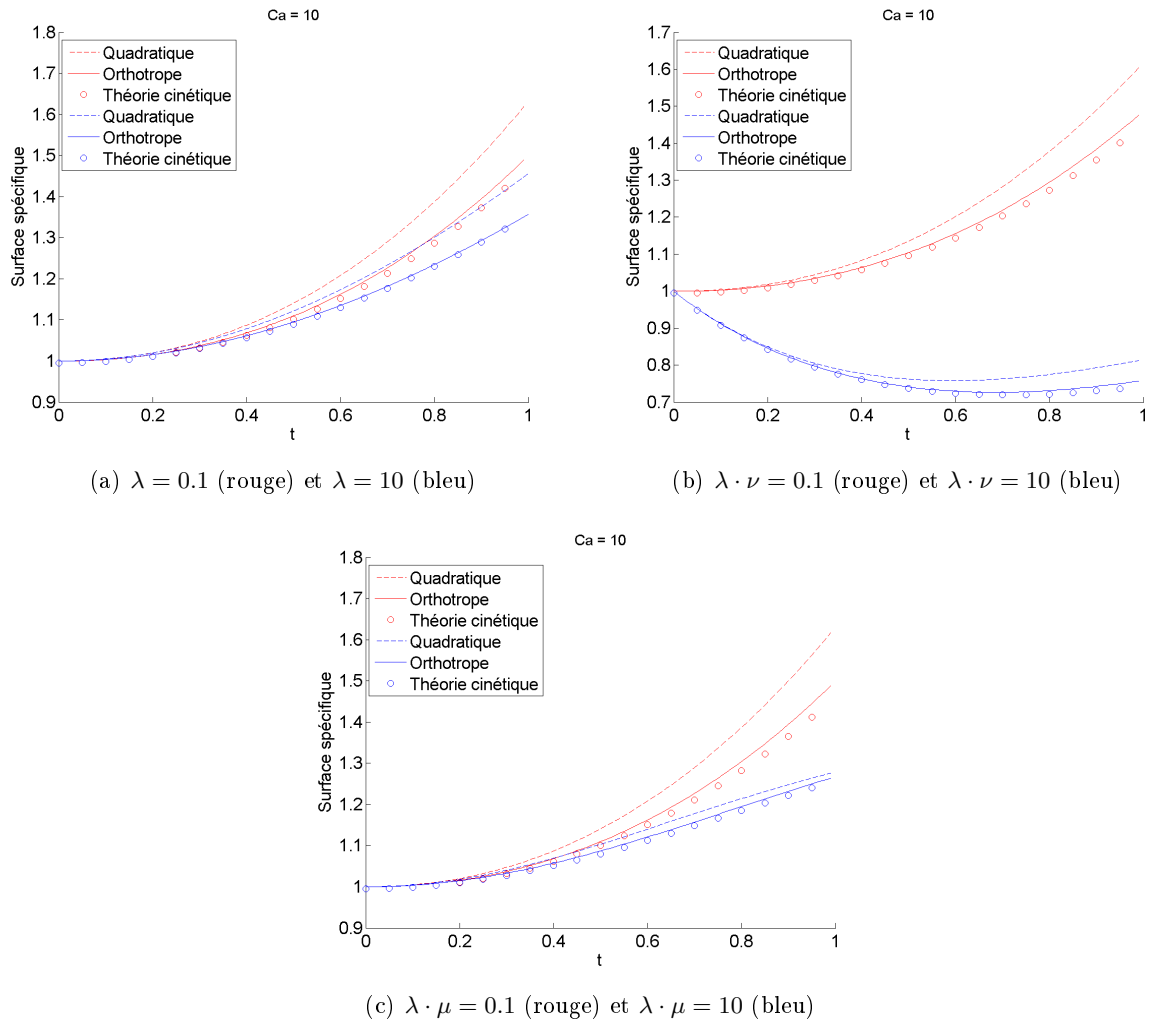 Ca = 10
1.8
1.7
1.6
1.5
1.4
1.3
1.2
1.1
1
0.9
Surface spécifique
Quadratique
Orthotrope
Théorie cinétique
Quadratique
Orthotrope
Théorie cinétique
0 0.2 0.4 0.6 0.8 1
t
(a) λ = 0.1 (rouge) et λ = 10 (bleu)
Ca = 10
1.7
1.6
1.5
1.4
1.3
1.2
1.1
1
0.9
0.8
0.7
Surface spécifique
Quadratique
Orthotrope
Théorie cinétique
Quadratique
Orthotrope
Théorie cinétique
0 0.2 0.4 0.6 0.8 1
t
(b) λ · ν = 0.1 (rouge) et λ · ν = 10 (bleu)
Ca = 10
1.8
1.7
1.6
1.5
1.4
1.3
1.2
1.1
1
0.9
Surface spécifique
Quadratique
Orthotrope
Théorie cinétique
Quadratique
Orthotrope
Théorie cinétique
0 0.2 0.4 0.6 0.8 1
t
(c) λ · μ = 0.1 (rouge) et λ · μ = 10 (bleu)